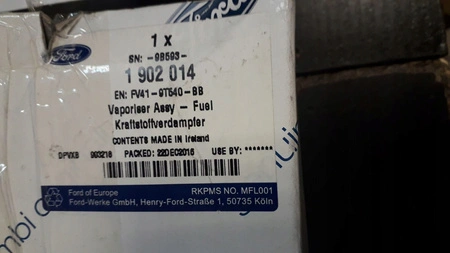 Ford
1 x
SN: -9B593-
1 902 014
EN: FV41-9T540-BB
Vaporiser Assy - Fuel
Kraftstoffverdampfer
CONTENTS MADE IN Ireland
DPVXB 993216 PACKED: 22DEC2016 USE BY: *******
Ford of Europe
RKPMS NO. MFL001
Ford-Werke GmbH, Henry-Ford-Straße 1, 50735 Köln